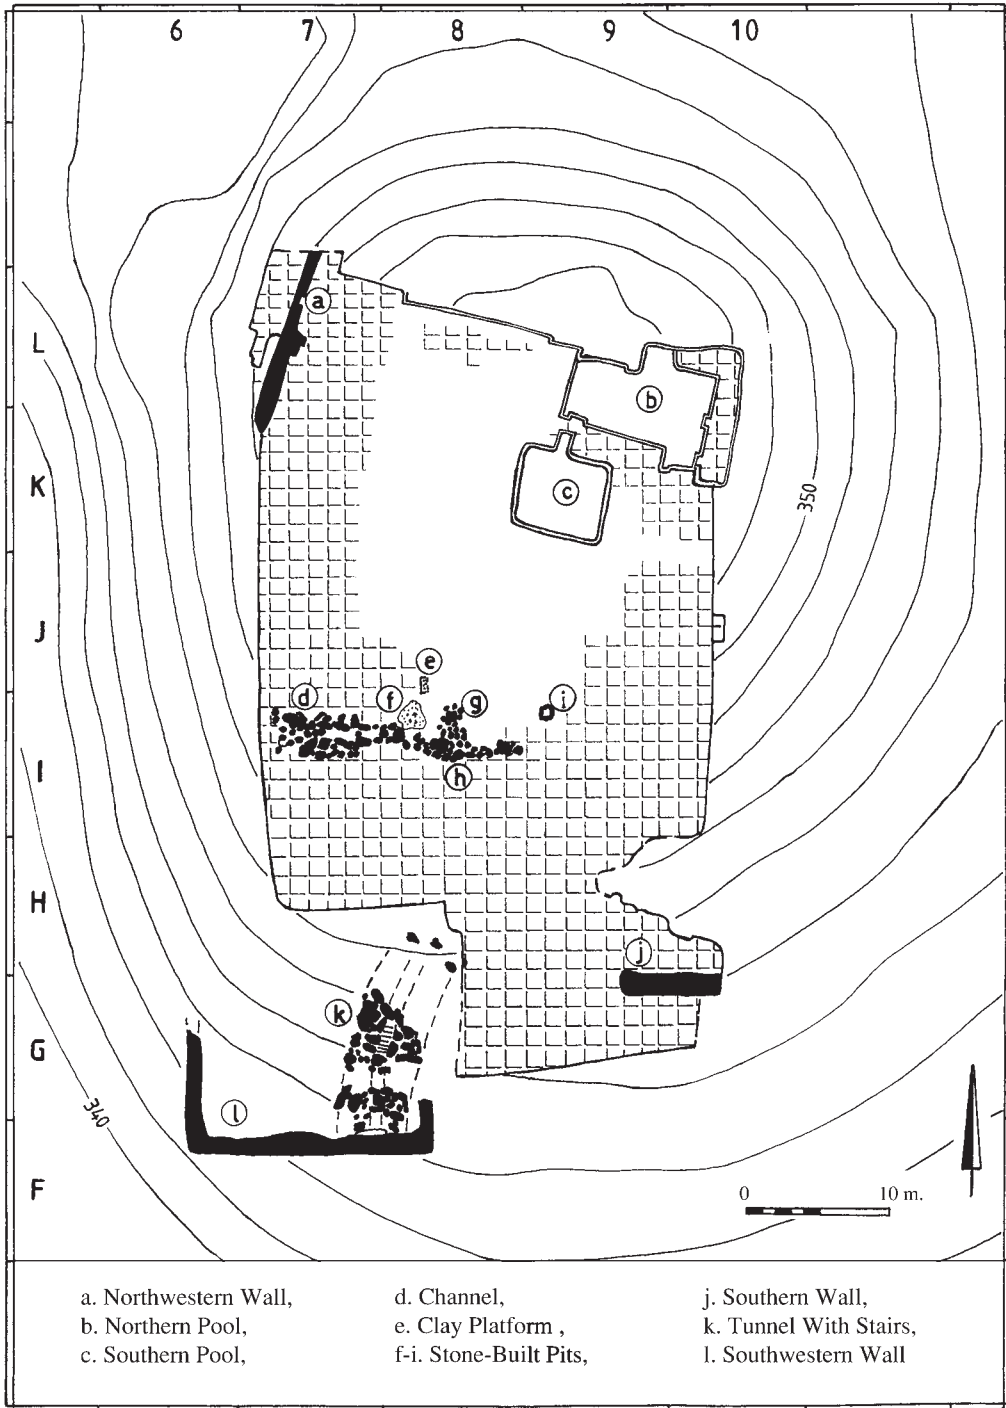 6 7 8 9 10
a
L
b
K
c
350
J
e
d f g i
I
h
H
j
k
G
340
l
F
0 10 m.
a. Northwestern Wall,
b. Northern Pool,
c. Southern Pool,
d. Channel,
e. Clay Platform ,
f-i. Stone-Built Pits,
j. Southern Wall,
k. Tunnel With Stairs,
l. Southwestern Wall